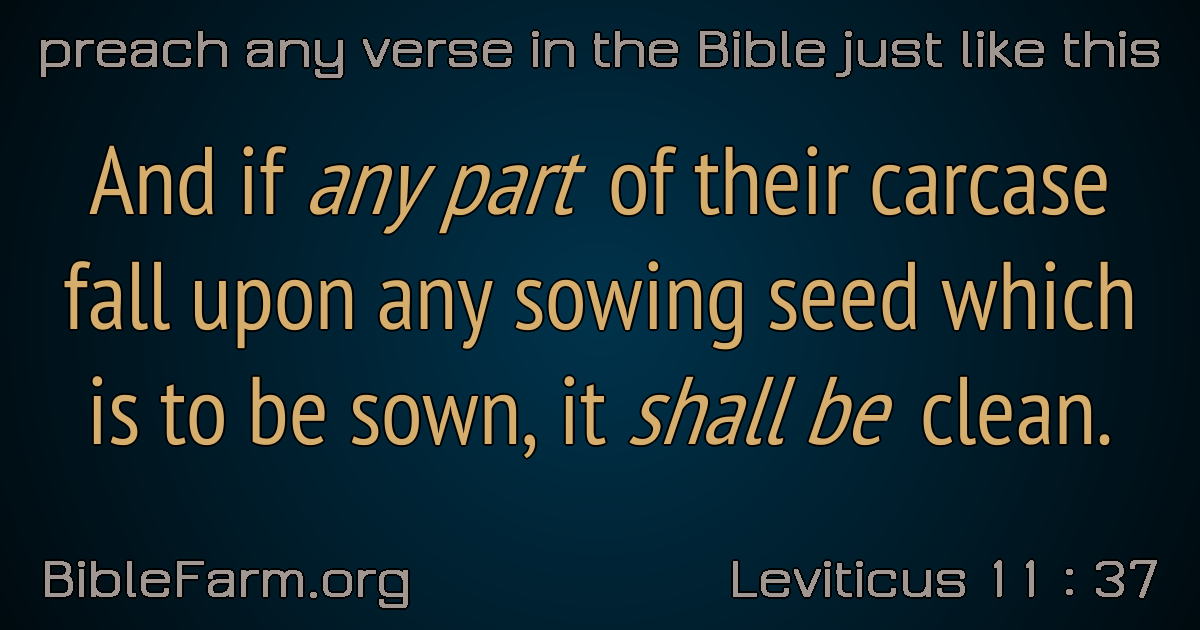 preach any verse in the Bible just like this
And if any part of their carcase
fall upon any sowing seed which
is to be sown, it shall be clean.
BibleFarm.org
Leviticus 11 : 37